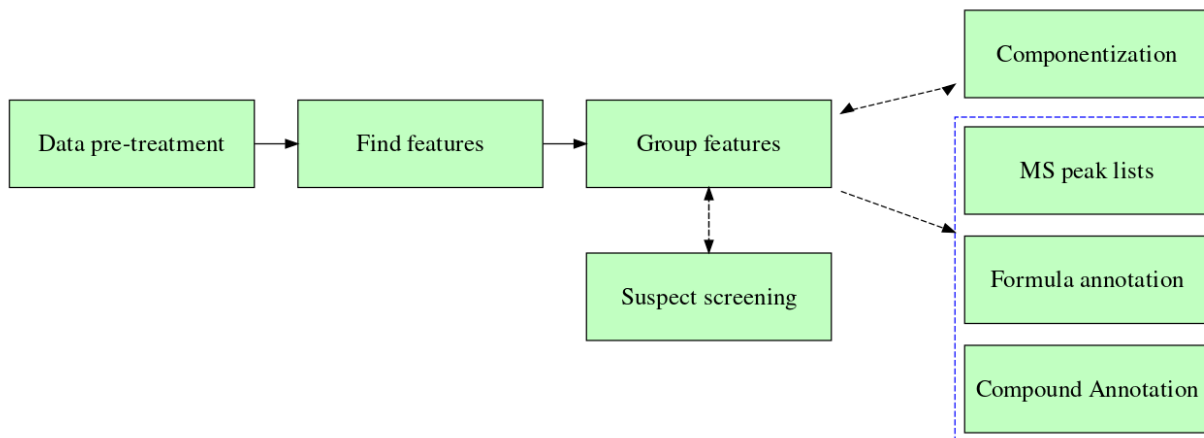 Componentization
Data pre-treatment
Find features
Group features
MS peak lists
Suspect screening
Formula annotation
Compound Annotation